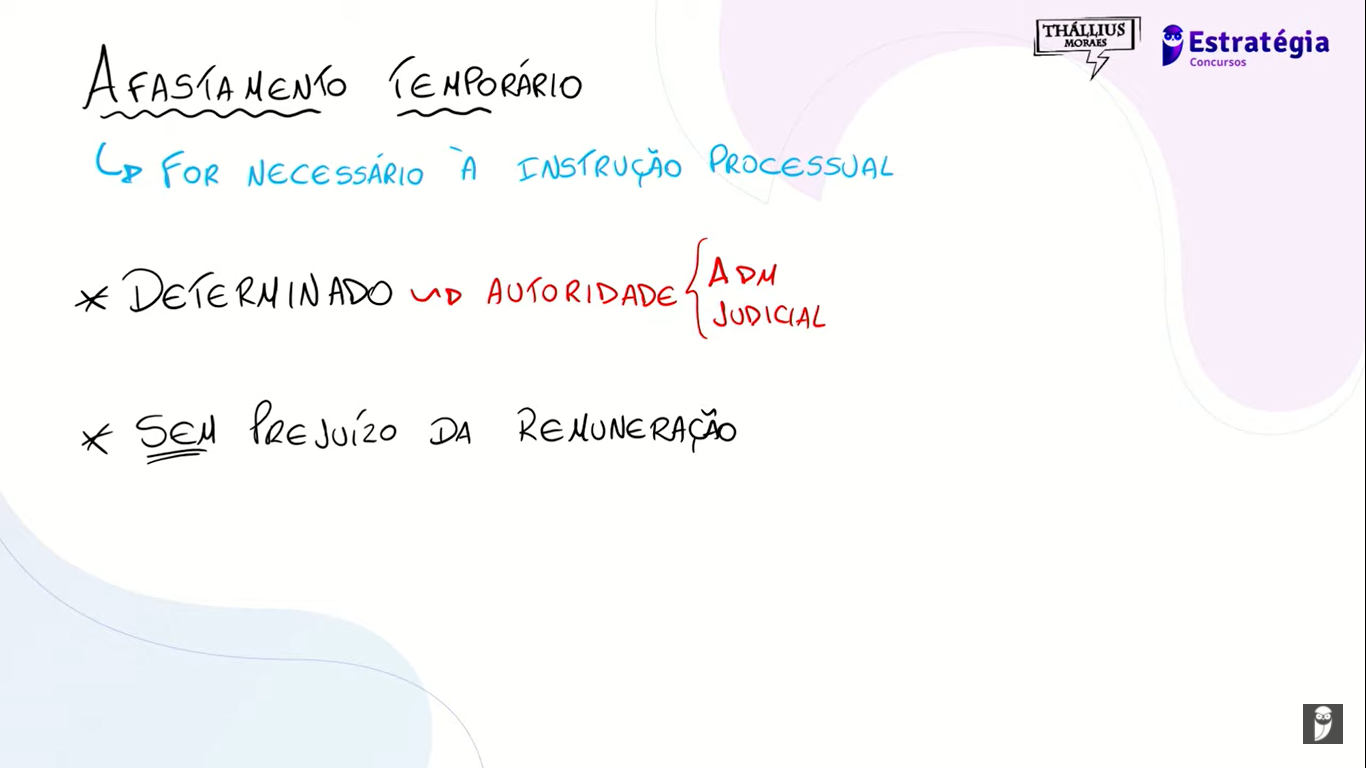 THÁLLIUS
MORAES
Estratégia
Concursos
AFASTAMENTO TEMPORÁRIO
FOR NECESSÁRIO À INSTRUÇÃO PROCESSUAL
* DETERMINADO AUTORIDADE { ADM
JUDICIAL
* SEM PREJUÍZO DA REMUNERAÇÃO